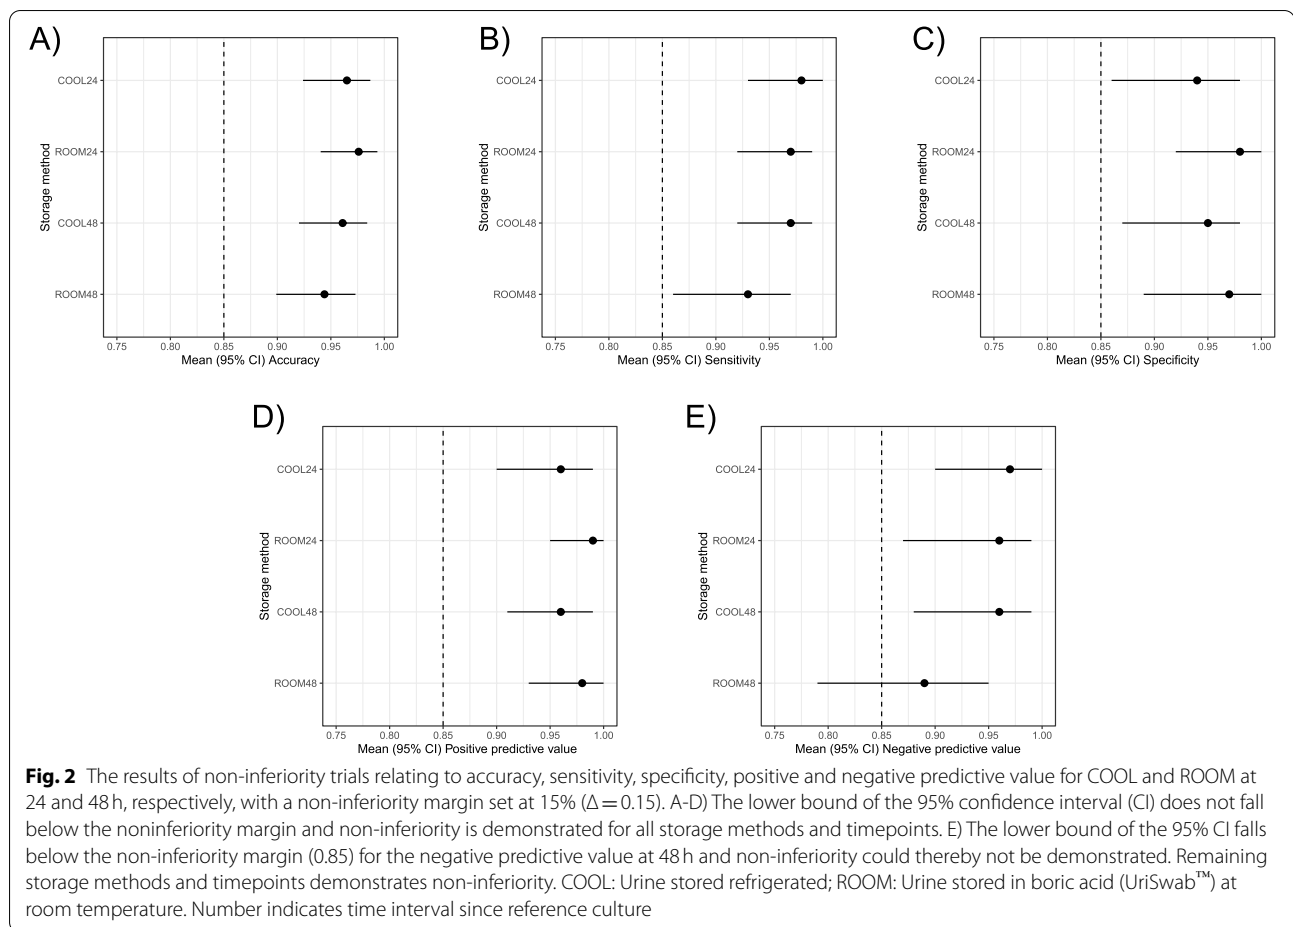 A)
Storage method
COOL24
ROOM24
COOL48
ROOM48
0.75 0.80 0.85 0.90 0.95 1.00
Mean (95% CI) Accuracy
B)
Storage method
COOL24
ROOM24
COOL48
ROOM48
0.75 0.80 0.85 0.90 0.95 1.00
Mean (95% CI) Sensitivity
C)
Storage method
COOL24
ROOM24
COOL48
ROOM48
0.75 0.80 0.85 0.90 0.95 1.00
Mean (95% CI) Specificity
D)
Storage method
COOL24
ROOM24
COOL48
ROOM48
0.75 0.80 0.85 0.90 0.95 1.00
Mean (95% CI) Positive predictive value
E)
Storage method
COOL24
ROOM24
COOL48
ROOM48
0.75 0.80 0.85 0.90 0.95 1.00
Mean (95% CI) Negative predictive value
Fig. 2 The results of non-inferiority trials relating to accuracy, sensitivity, specificity, positive and negative predictive value for COOL and ROOM at
24 and 48 h, respectively, with a non-inferiority margin set at 15% (Δ = 0.15). A-D) The lower bound of the 95% confidence interval (CI) does not fall
below the noninferiority margin and non-inferiority is demonstrated for all storage methods and timepoints. E) The lower bound of the 95% CI falls
below the non-inferiority margin (0.85) for the negative predictive value at 48 h and non-inferiority could thereby not be demonstrated. Remaining
storage methods and timepoints demonstrates non-inferiority. COOL: Urine stored refrigerated; ROOM: Urine stored in boric acid (UriSwab™) at
room temperature. Number indicates time interval since reference culture